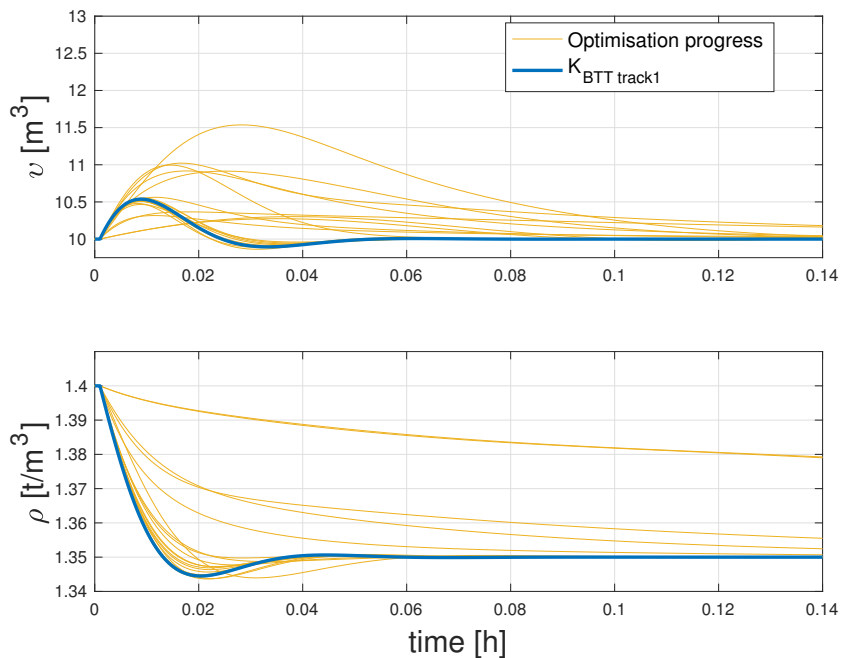 13
12.5
12
11.5
11
10.5
10
υ [m³]
Optimisation progress
K_BTT track1
0 0.02 0.04 0.06 0.08 0.1 0.12 0.14
1.4
1.39
1.38
1.37
1.36
1.35
1.34
ρ [t/m³]
0 0.02 0.04 0.06 0.08 0.1 0.12 0.14
time [h]